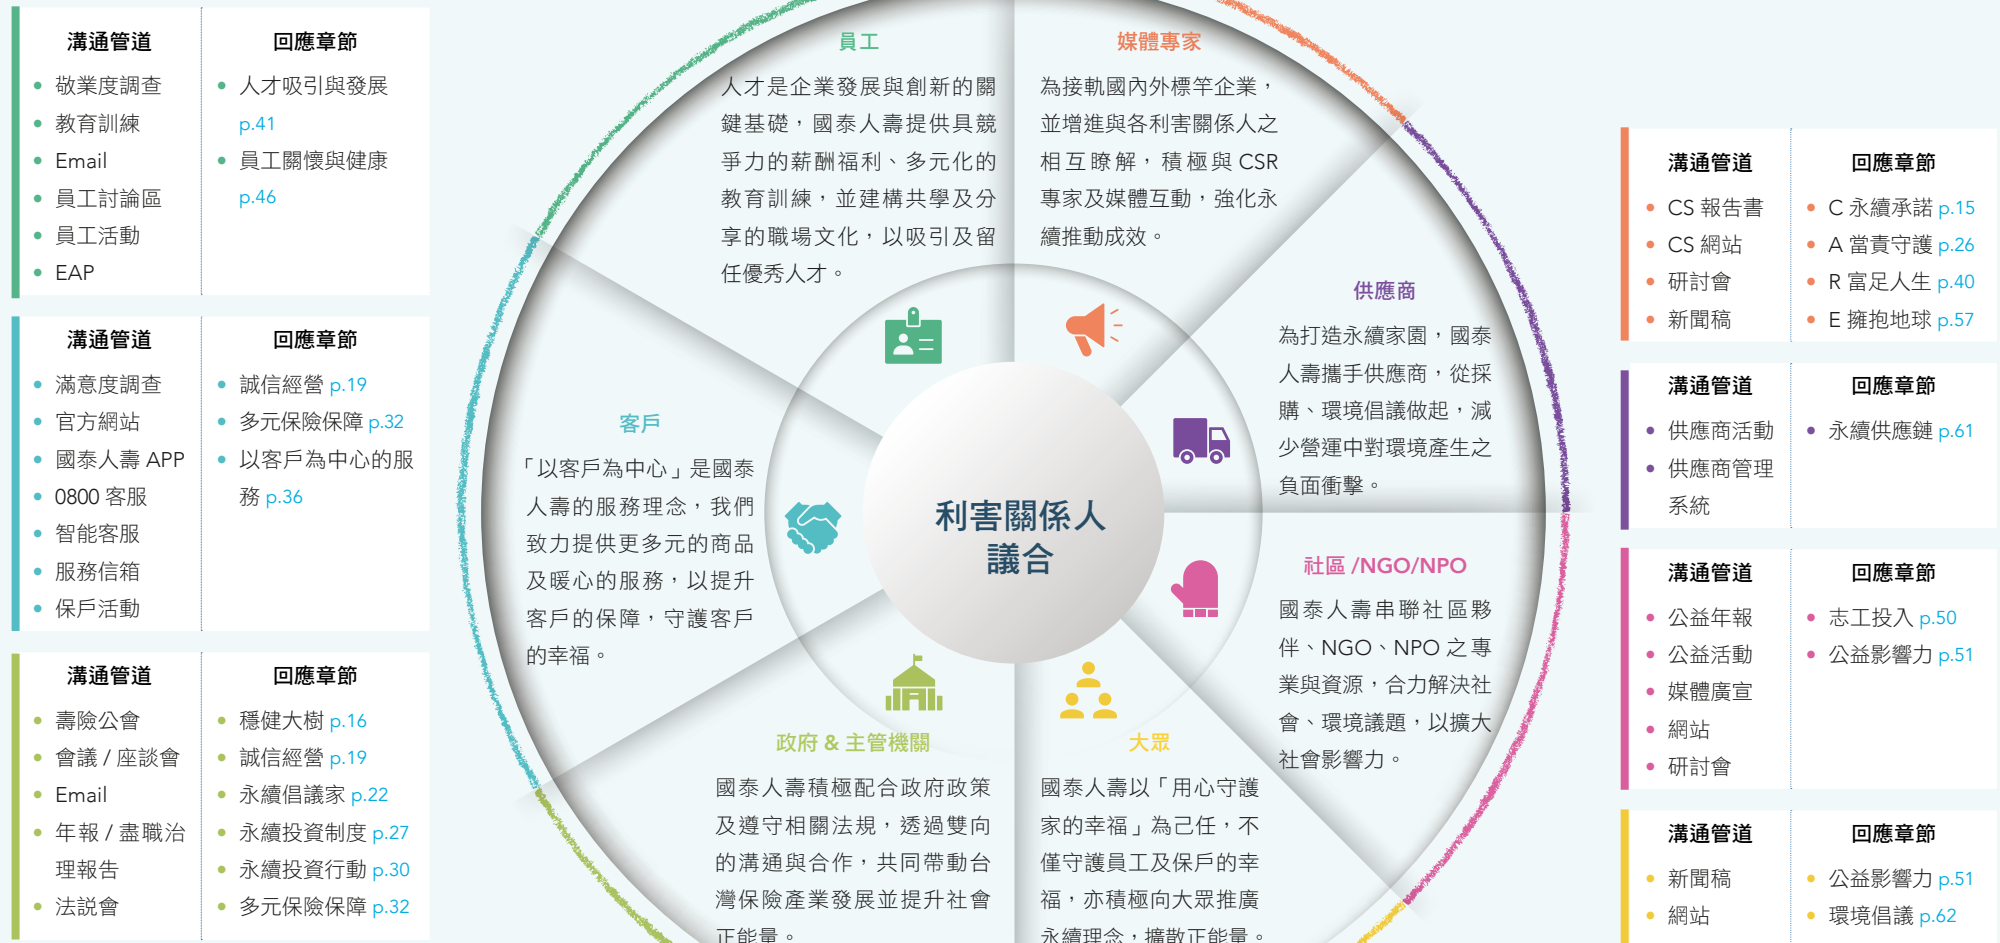 溝通管道
敬業度調查
教育訓練
Email
員工討論區
員工活動
EAP
回應章節
人才吸引與發展
p.41
員工關懷與健康
p.46
溝通管道
滿意度調查
官方網站
國泰人壽 APP
0800 客服
智能客服
服務信箱
保戶活動
回應章節
誠信經營 p.19
多元保險保障 p.32
以客戶為中心的服
務 p.36
溝通管道
壽險公會
會議 / 座談會
Email
年報 / 盡職治
理報告
法說會
回應章節
穩健大樹 p.16
誠信經營 p.19
永續倡議家 p.22
永續投資制度 p.27
永續投資行動 p.30
多元保險保障 p.32
員工
人才是企業發展與創新的關
鍵基礎，國泰人壽提供具競
爭力的薪酬福利、多元化的
教育訓練，並建構共學及分
享的職場文化，以吸引及留
任優秀人才。
媒體專家
為接軌國內外標竿企業，
並增進與各利害關係人之
相互瞭解，積極與 CSR
專家及媒體互動，強化永
續推動成效。
供應商
為打造永續家園，國泰
人壽攜手供應商，從採
購、環境倡議做起，減
少營運中對環境產生之
負面衝擊。
客戶
「以客戶為中心」是國泰
人壽的服務理念，我們
致力提供更多元的商品
及暖心的服務，以提升
客戶的保障，守護客戶
的幸福。
利害關係人
議合
社區 /NGO/NPO
國泰人壽串聯社區夥
伴、NGO、NPO 之專
業與資源，合力解決社
會、環境議題，以擴大
社會影響力。
政府 & 主管機關
國泰人壽積極配合政府政策
及遵守相關法規，透過雙向
的溝通與合作，共同帶動台
灣保險產業發展並提升社會
正能量。
大眾
國泰人壽以「用心守護
家的幸福」為己任，不
僅守護員工及保戶的幸
福，亦積極向大眾推廣
永續理念，擴散正能量。
溝通管道
CS 報告書
CS 網站
研討會
新聞稿
回應章節
C 永續承諾 p.15
A 當責守護 p.26
R 富足人生 p.40
E 擁抱地球 p.57
溝通管道
供應商活動
供應商管理
系統
回應章節
永續供應鏈 p.61
溝通管道
公益年報
公益活動
媒體廣宣
網站
研討會
回應章節
志工投入 p.50
公益影響力 p.51
溝通管道
新聞稿
網站
回應章節
公益影響力 p.51
環境倡議 p.62